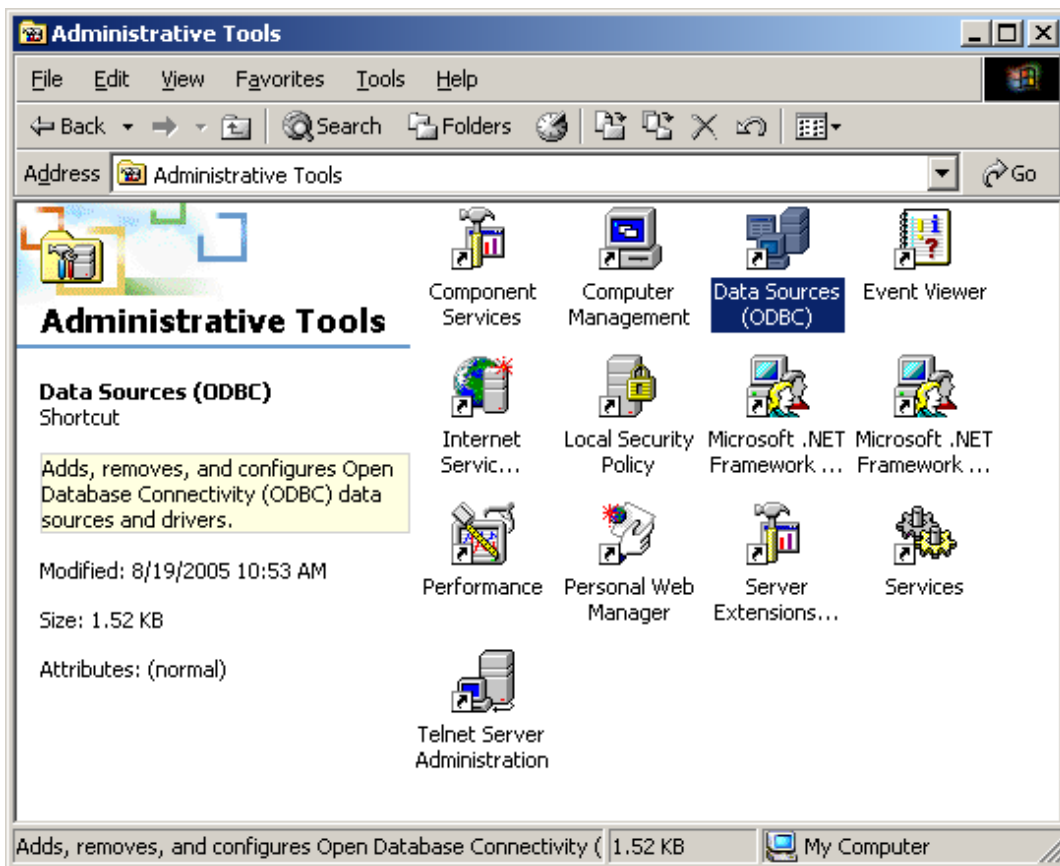 Administrative Tools
File Edit View Favorites Tools Help
Back Search Folders
Address Administrative Tools Go
Administrative Tools
Data Sources (ODBC)
Shortcut
Adds, removes, and configures Open
Database Connectivity (ODBC) data
sources and drivers.
Modified: 8/19/2005 10:53 AM
Size: 1.52 KB
Attributes: (normal)
Component
Services
Computer
Management
Data Sources
(ODBC)
Event Viewer
Internet
Servic...
Local Security
Policy
Microsoft .NET
Framework ...
Microsoft .NET
Framework ...
Performance
Personal Web
Manager
Server
Extensions...
Services
Telnet Server
Administration
Adds, removes, and configures Open Database Connectivity ( 1.52 KB My Computer